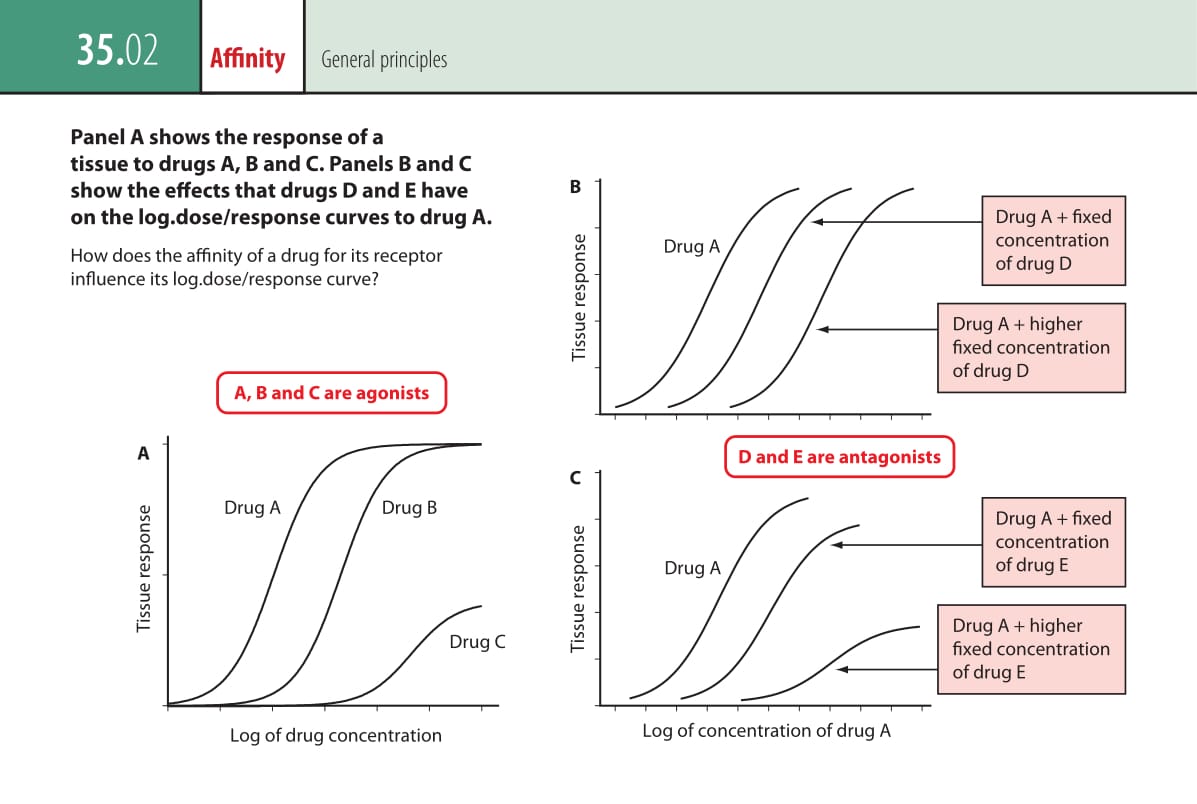 35.02
Affinity
General principles
Panel A shows the response of a
tissue to drugs A, B and C. Panels B and C
show the effects that drugs D and E have
on the log.dose/response curves to drug A.
How does the affinity of a drug for its receptor
influence its log.dose/response curve?
A, B and C are agonists
A
Tissue response
Drug A
Drug B
Drug C
Log of drug concentration
B
Tissue response
Drug A
Drug A + fixed
concentration
of drug D
Drug A + higher
fixed concentration
of drug D
D and E are antagonists
C
Tissue response
Drug A
Drug A + fixed
concentration
of drug E
Drug A + higher
fixed concentration
of drug E
Log of concentration of drug A